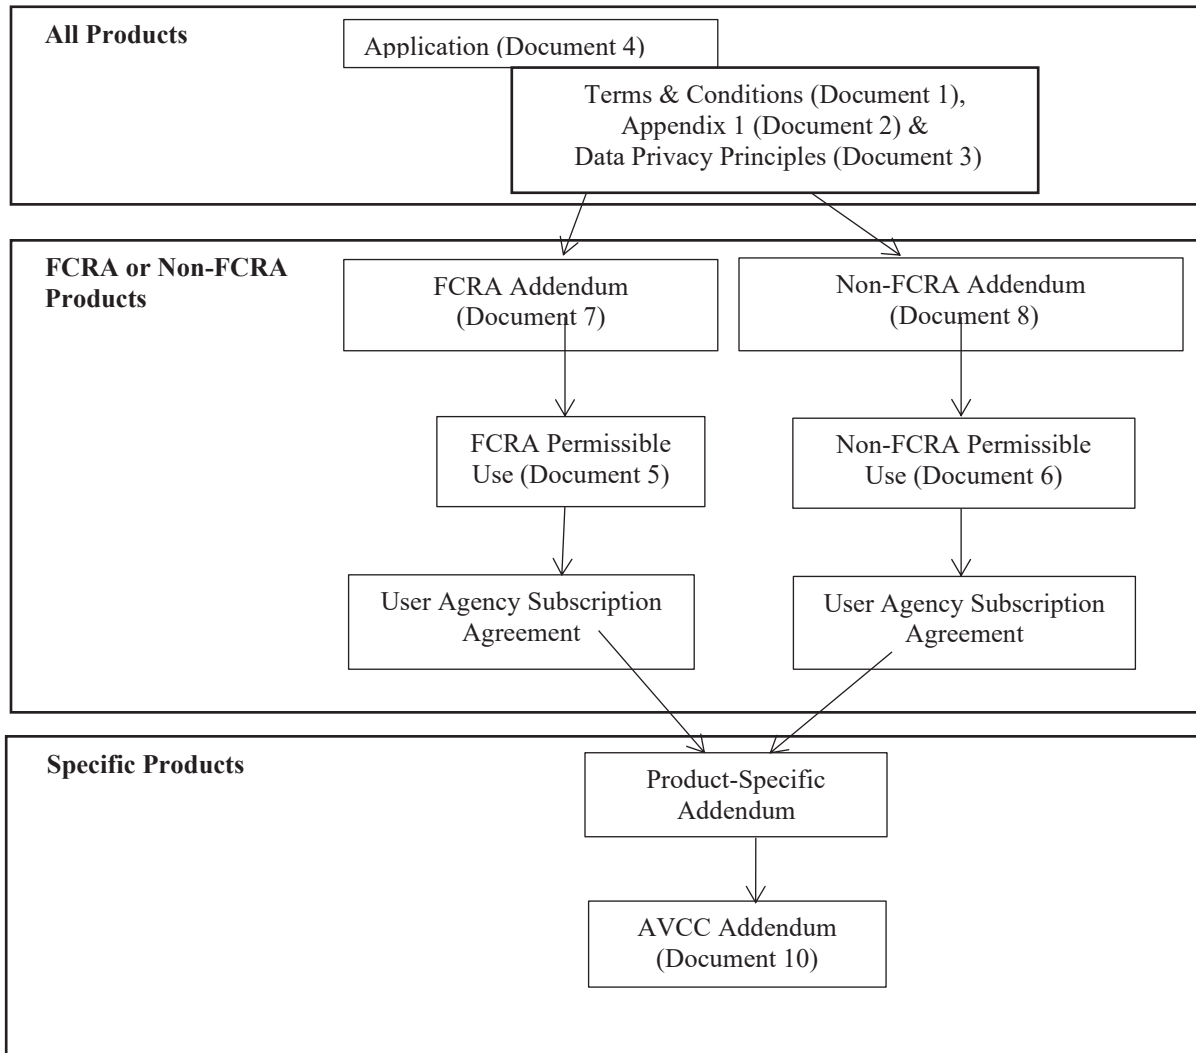 All Products
Application (Document 4)
Terms & Conditions (Document 1),
Appendix 1 (Document 2) &
Data Privacy Principles (Document 3)
FCRA or Non-FCRA
Products
FCRA Addendum
(Document 7)
Non-FCRA Addendum
(Document 8)
FCRA Permissible
Use (Document 5)
Non-FCRA Permissible
Use (Document 6)
User Agency Subscription
Agreement
User Agency Subscription
Agreement
Specific Products
Product-Specific
Addendum
AVCC Addendum
(Document 10)